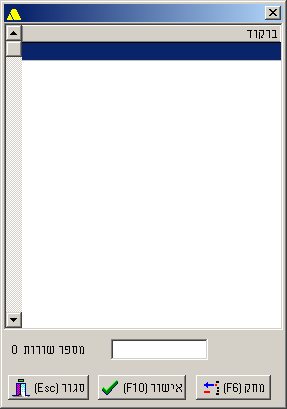 ברקוד
מספר שורות 0
מחק (F6)
אישור (F10)
סגור (Esc)